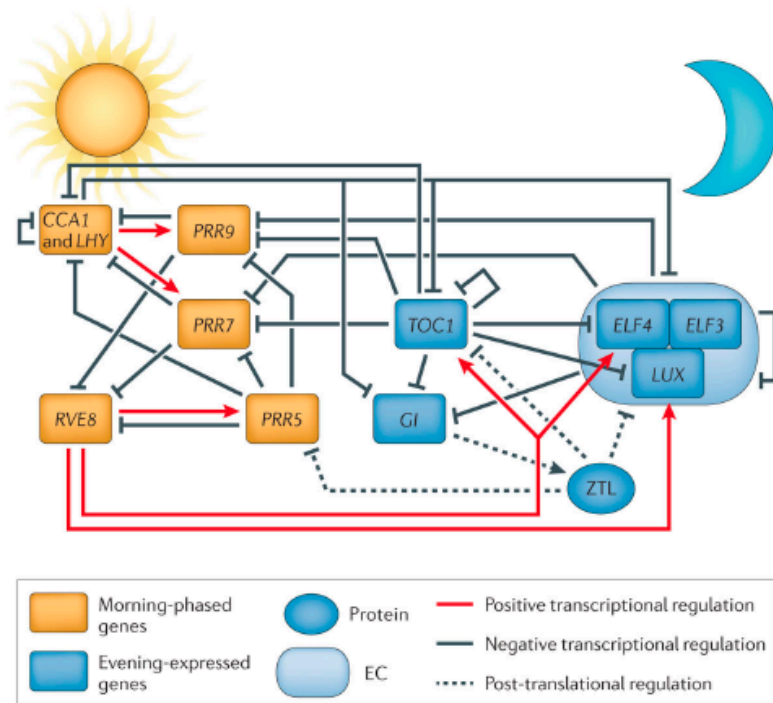 CCA1
and LHY
PRR9
PRR7
TOC1
ELF4
ELF3
LUX
RVE8
PRR5
GI
ZTL
Morning-phased
genes
Protein
Positive transcriptional regulation
Negative transcriptional regulation
Evening-expressed
genes
EC
Post-translational regulation